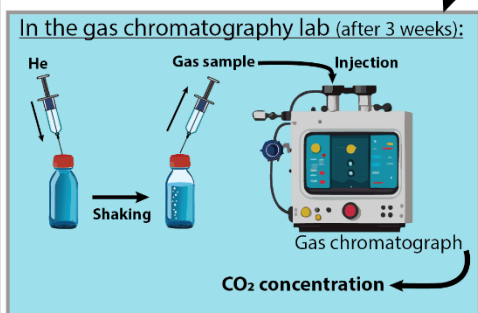 In the gas chromatography lab (after 3 weeks):
He
Gas sample
Injection
Shaking
Gas chromatograph
CO₂ concentration